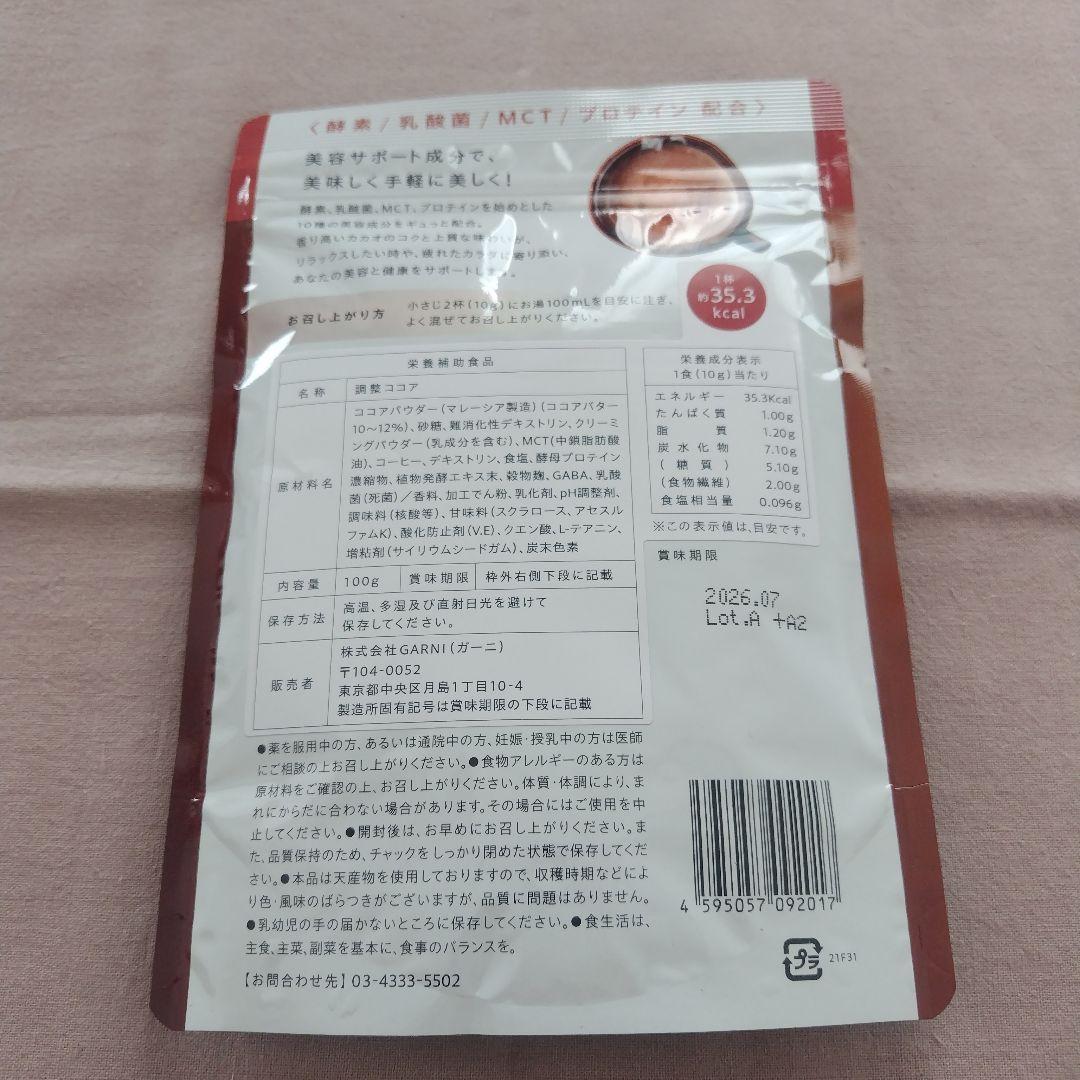 〈酵素/乳酸菌/MCT/プロテイン 配合〉
美容サポート成分で、
美味しく手軽に美しく!
酵素、乳酸菌、MCT、プロテインを始めとした
10種の美容成分をギュっと配合。
香り高いカカオのコクと上質な味わいが、
リラックスしたい時や、疲れたカラダに寄り添い、
あなたの美容と健康をサポートします。
1杯
約35.3
kcal
お召し上がり方
小さじ2杯(10g)にお湯100mLを目安に注ぎ、
よく混ぜてお召し上がりください。
栄養補助食品
名称 調整ココア
原材料名
ココアパウダー(マレーシア製造)(ココアバター
10～12%)、砂糖、難消化性デキストリン、クリーミ
ングパウダー(乳成分を含む)、MCT(中鎖脂肪酸
油)、コーヒー、デキストリン、食塩、酵母プロテイン
濃縮物、植物発酵エキス末、穀物麹、GABA、乳酸
菌(死菌)/香料、加工でん粉、乳化剤、pH調整剤、
調味料(核酸等)、甘味料(スクラロース、アセスル
ファムK)、酸化防止剤(V.E)、クエン酸、L-テアニン、
増粘剤(サイリウムシードガム)、炭末色素
内容量 100g 賞味期限 枠外右側下段に記載
保存方法
高温、多湿及び直射日光を避けて
保存してください。
販売者
株式会社GARNI(ガーニ)
〒104-0052
東京都中央区月島1丁目10-4
製造所固有記号は賞味期限の下段に記載
栄養成分表示
1食(10g)当たり
エネルギー 35.3Kcal
たんぱく質 1.00g
脂質 1.20g
炭水化物 7.10g
(糖質) 5.10g
(食物繊維) 2.00g
食塩相当量 0.096g
※この表示値は、目安です。
賞味期限
2026.07
Lot.A +A2
●薬を服用中の方、あるいは通院中の方、妊娠・授乳中の方は医師
にご相談の上お召し上がりください。●食物アレルギーのある方は
原材料をご確認の上、お召し上がりください。体質・体調により、ま
れにからだに合わない場合があります。その場合にはご使用を中
止してください。●開封後は、お早めにお召し上がりください。ま
た、品質保持のため、チャックをしっかり閉めた状態で保存してくだ
さい。●本品は天産物を使用しておりますので、収穫時期などによ
り色・風味のばらつきがございますが、品質に問題はありません。
●乳幼児の手の届かないところに保存してください。●食生活は、
主食、主菜、副菜を基本に、食事のバランスを。
【お問合わせ先】03-4333-5502
4 595057 092017
プラ
21F31